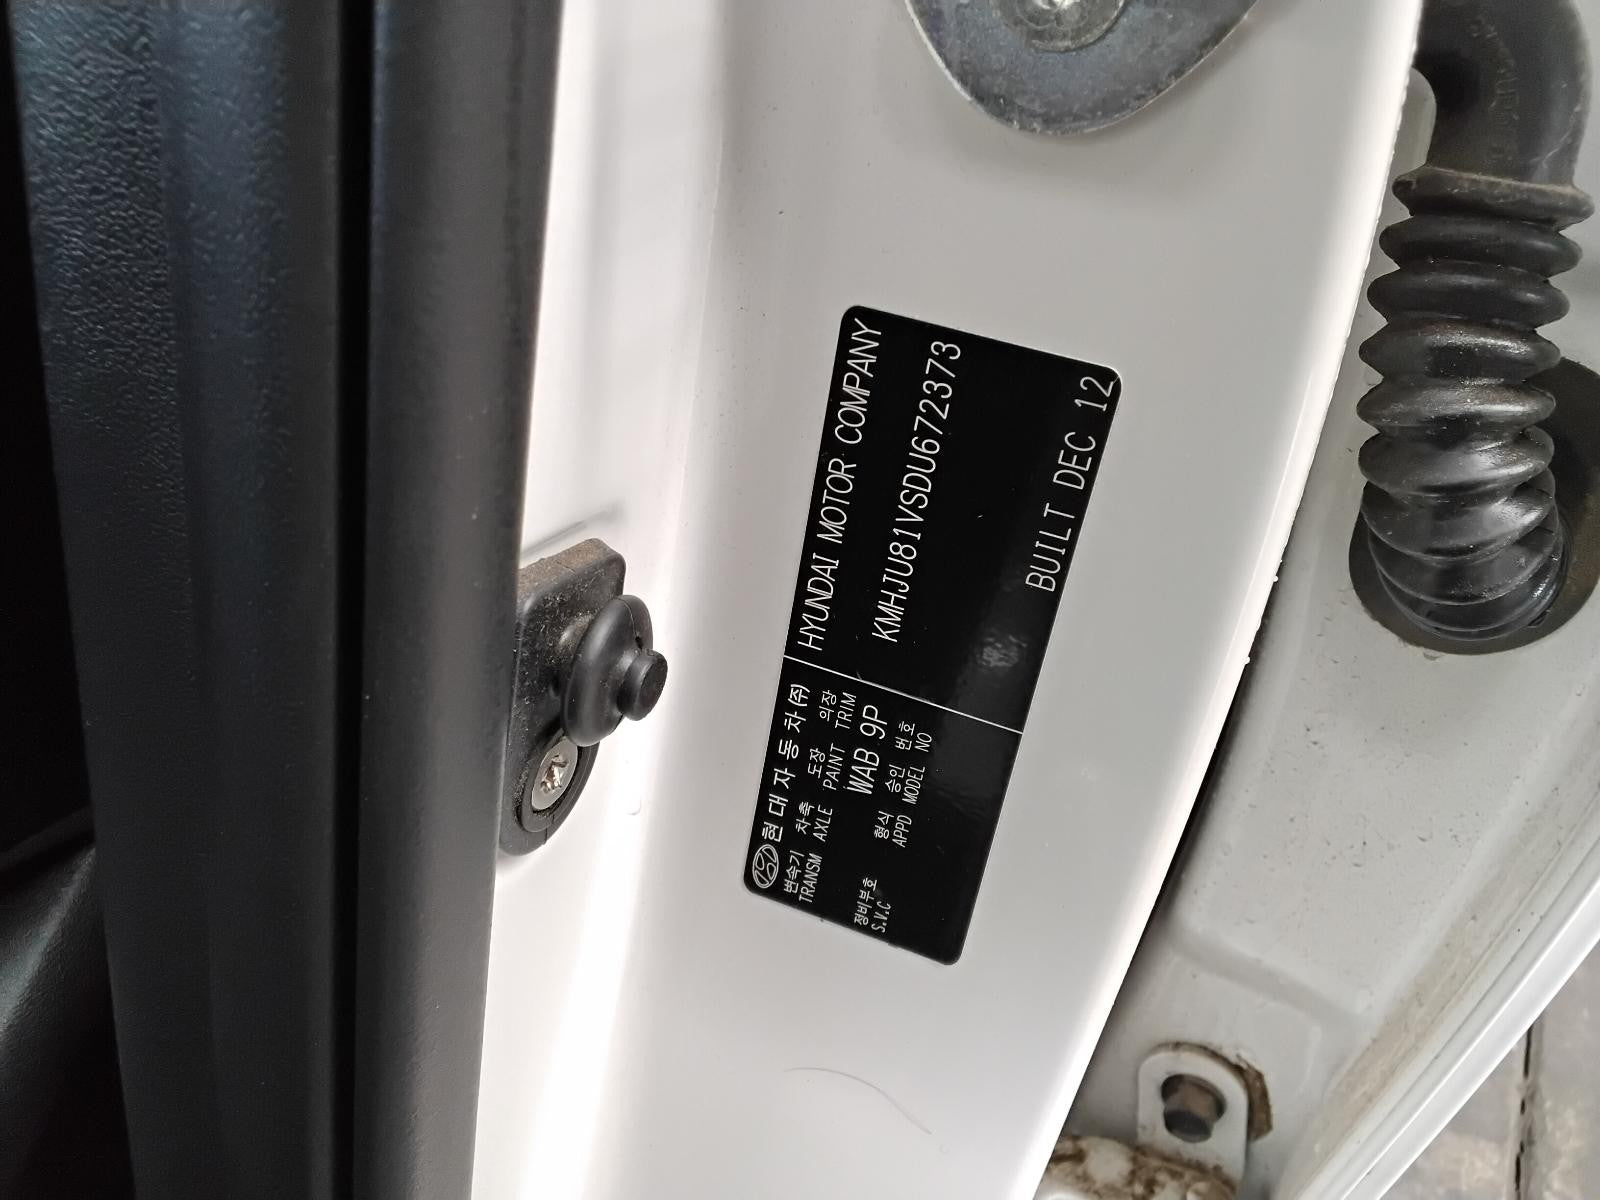 현대자동차(주)
HYUNDAI MOTOR COMPANY
변속기 차축 도장 의장
TRANSM AXLE PAINT TRIM
WAB 9P
KMHJU81VSDU672373
정비부호 형식 승인 번호
S.V.C APPD MODEL NO
BUILT DEC 12